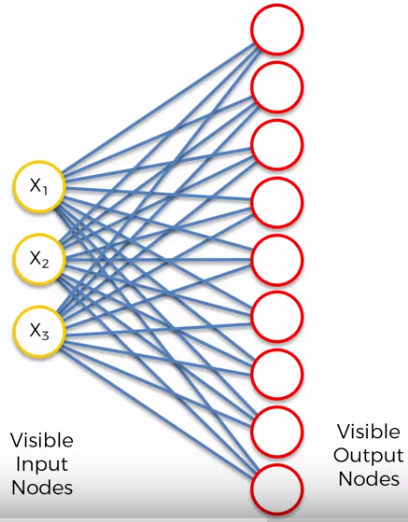 X₁
X₂
X₃
Visible
Input
Nodes
Visible
Output
Nodes